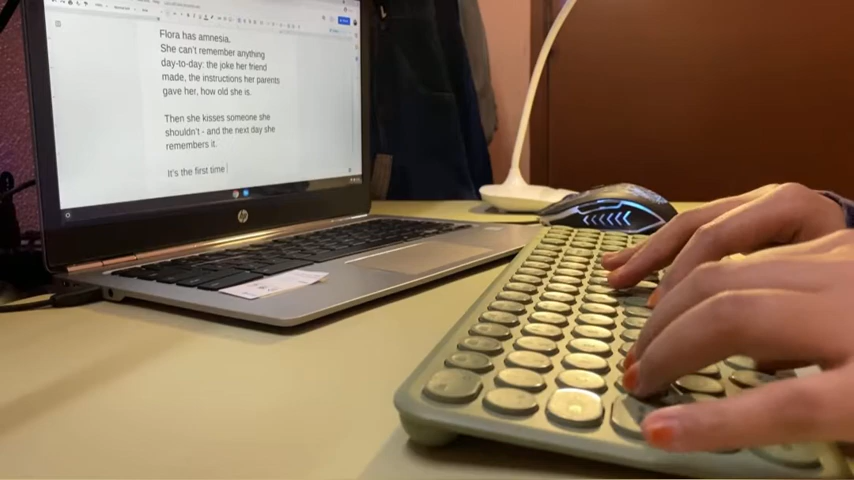 Flora has amnesia.
She can't remember anything
day-to-day: the joke her friend
made, the instructions her parents
gave her, how old she is.
Then she kisses someone she
shouldn't - and the next day she
remembers it.
It's the first time
hp